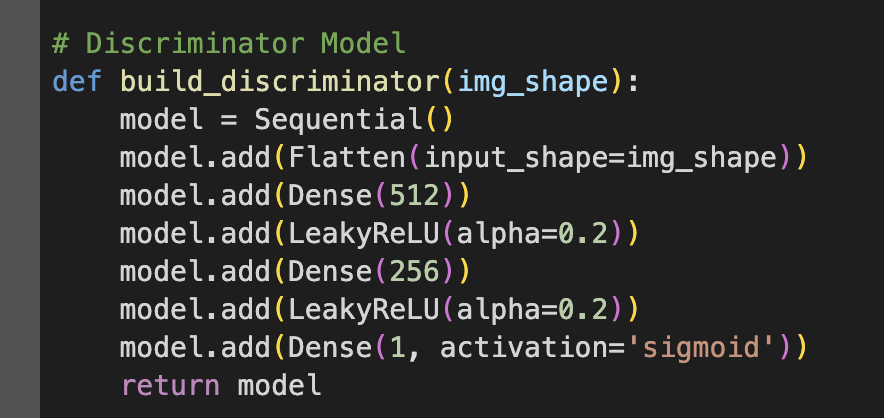 # Discriminator Model
def build_discriminator(img_shape):
    model = Sequential()
    model.add(Flatten(input_shape=img_shape))
    model.add(Dense(512))
    model.add(LeakyReLU(alpha=0.2))
    model.add(Dense(256))
    model.add(LeakyReLU(alpha=0.2))
    model.add(Dense(1, activation='sigmoid'))
    return model